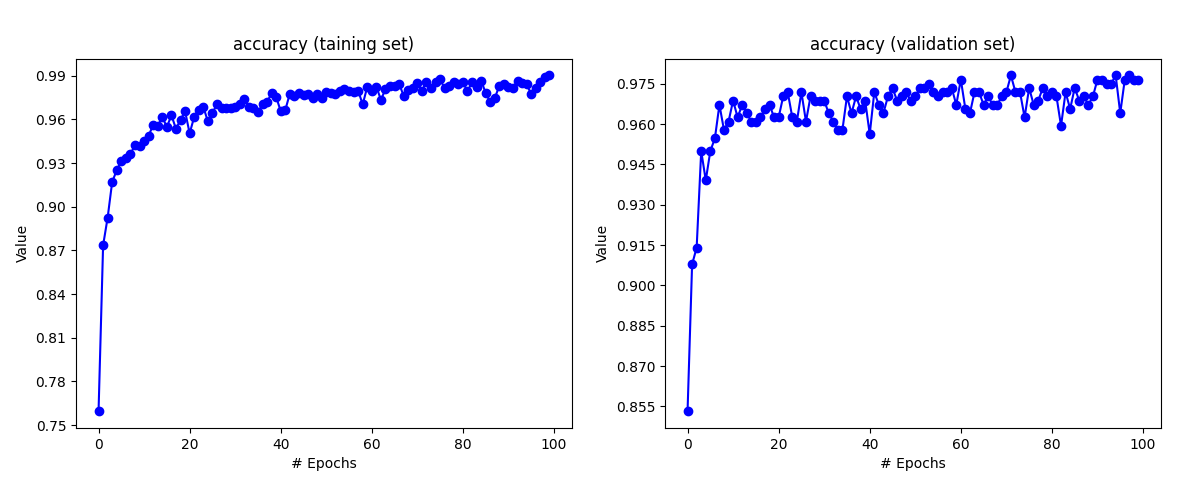 accuracy (taining set)
Value
0.99
0.96
0.93
0.90
0.87
0.84
0.81
0.78
0.75
0 20 40 60 80 100
# Epochs
accuracy (validation set)
Value
0.975
0.960
0.945
0.930
0.915
0.900
0.885
0.870
0.855
0 20 40 60 80 100
# Epochs